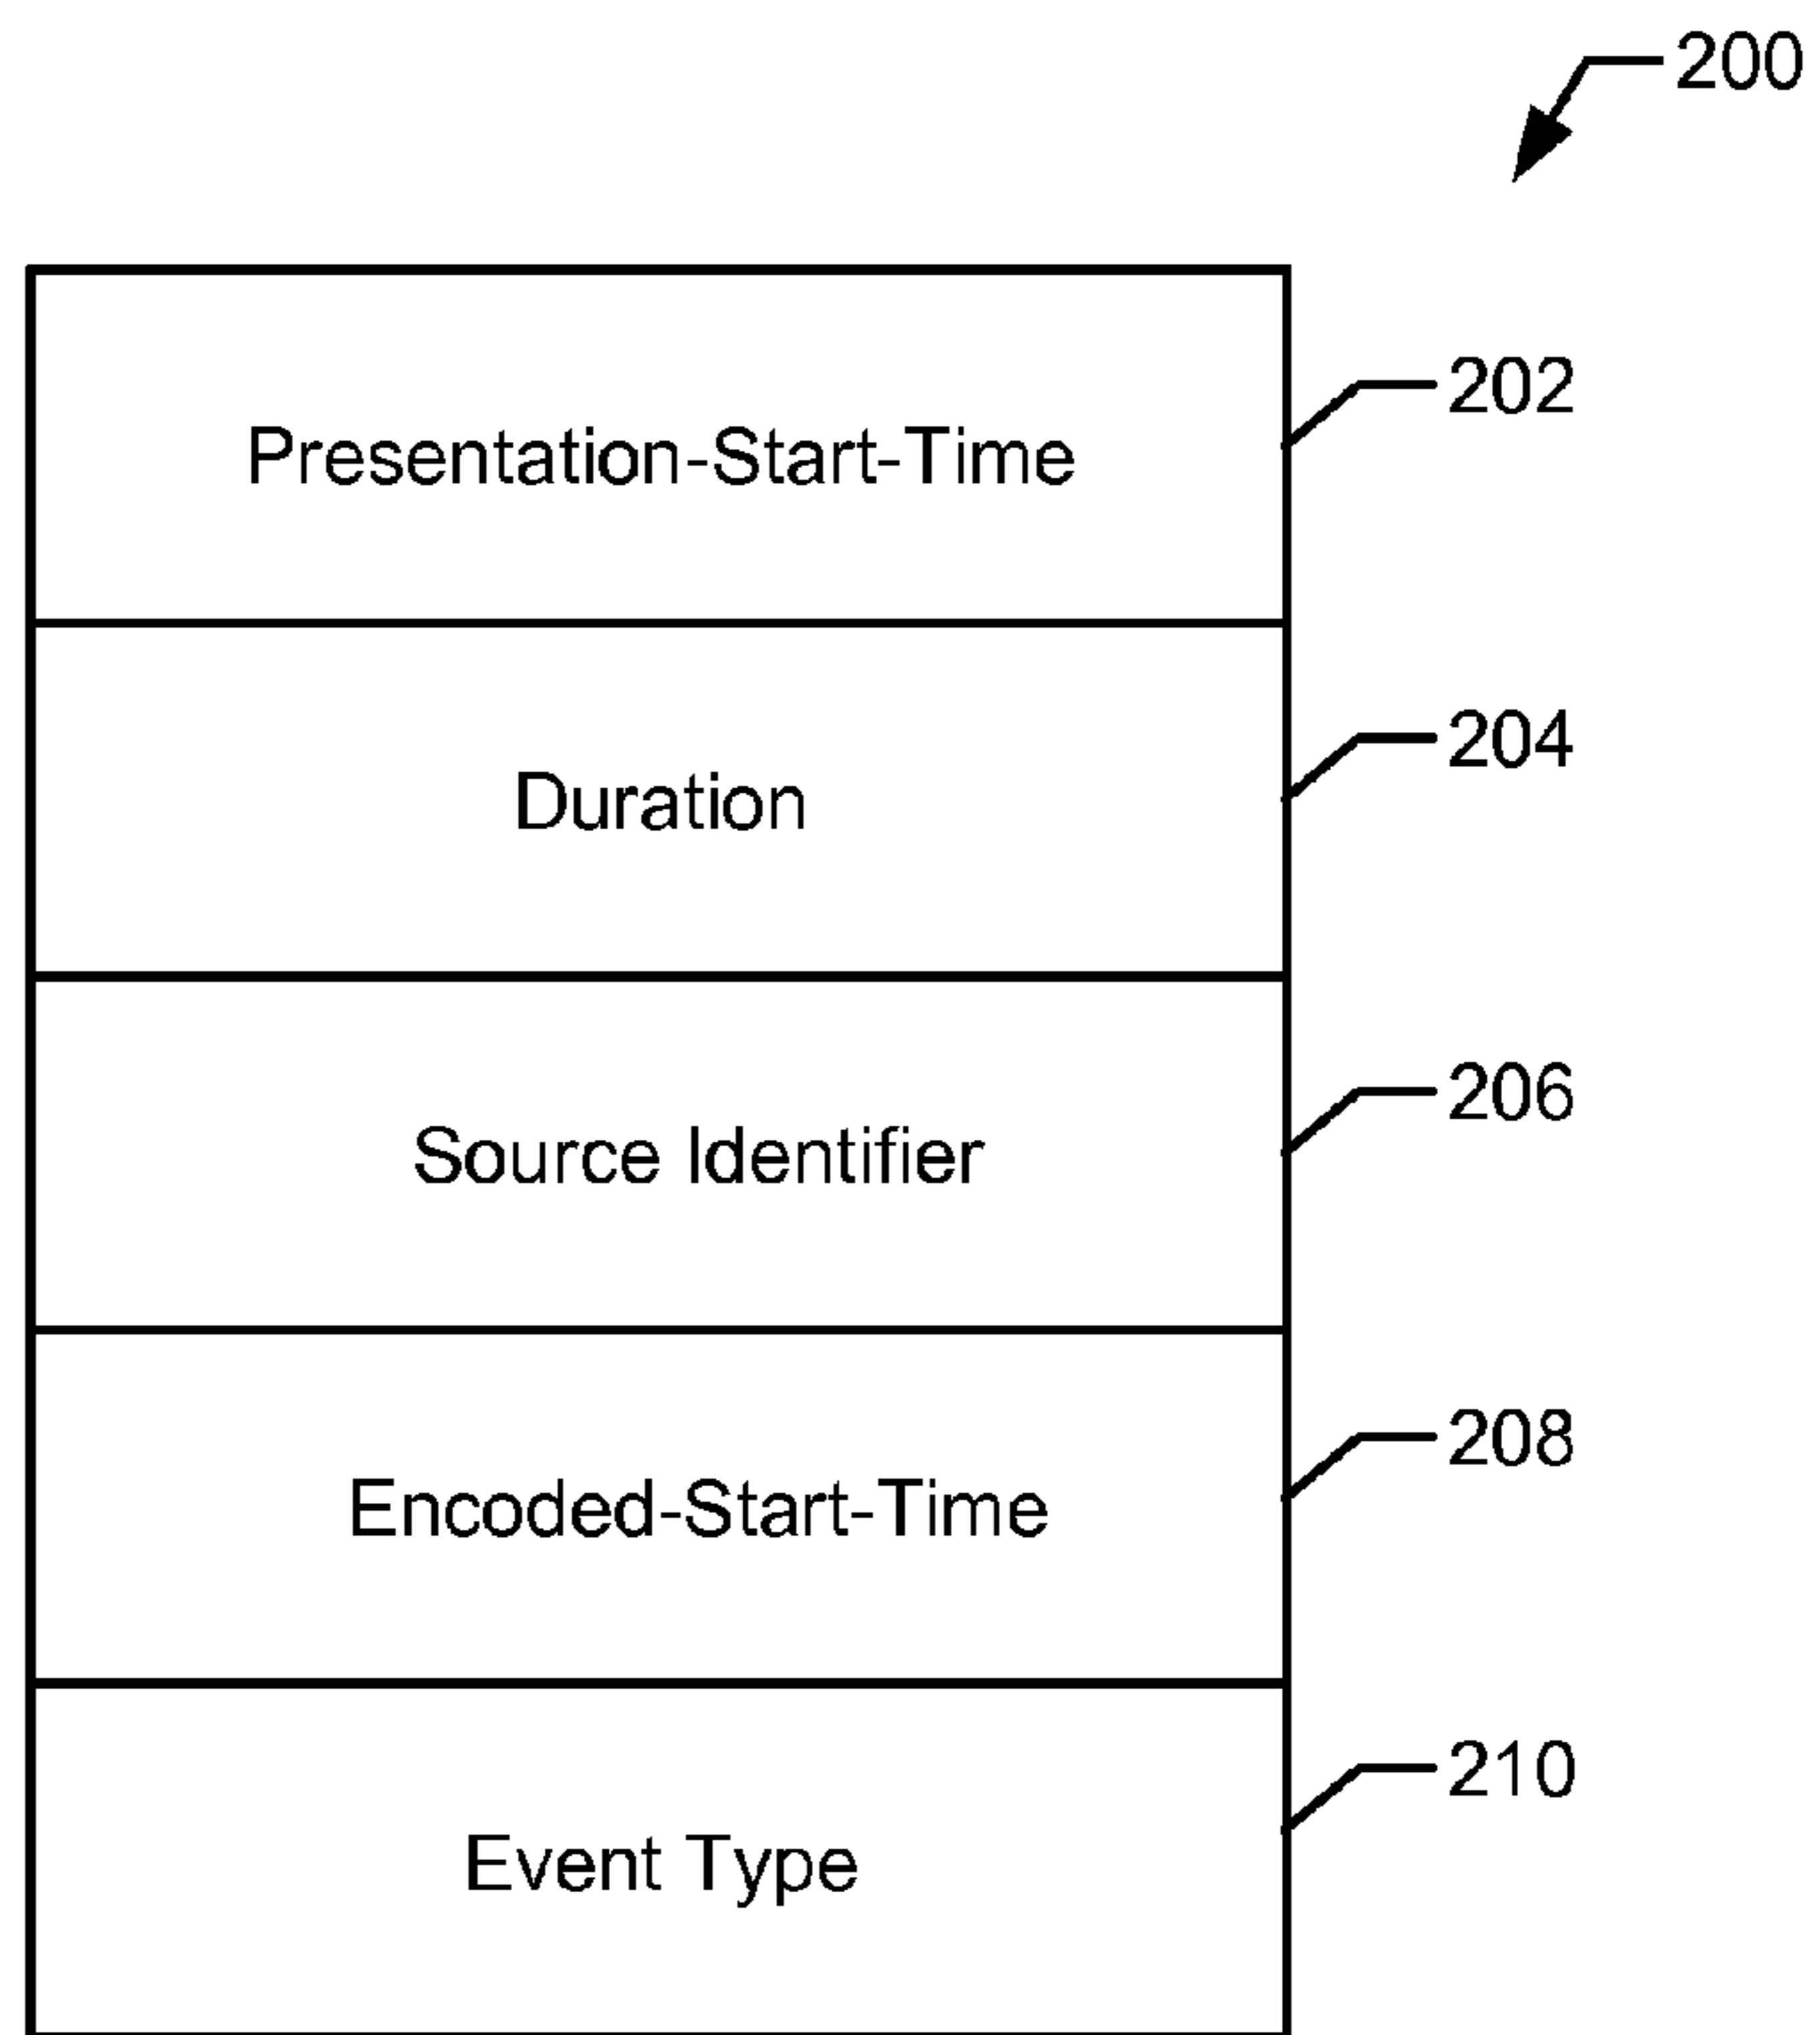 200
Presentation-Start-Time 202
Duration 204
Source Identifier 206
Encoded-Start-Time 208
Event Type 210